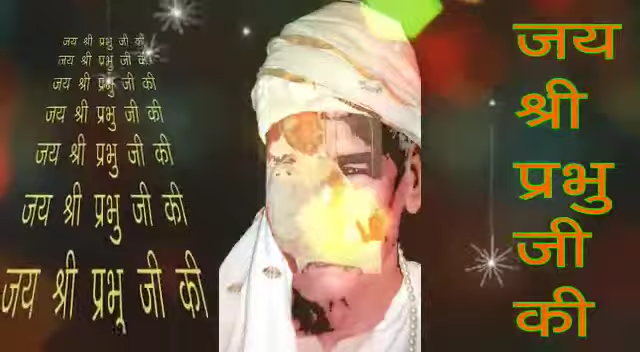 जय श्री प्रभु जी की
जय श्री प्रभु जी की
जय श्री प्रभु जी की
जय श्री प्रभु जी की
जय श्री प्रभु जी की
जय श्री प्रभु जी की
जय श्री प्रभु जी की
जय
श्री
प्रभु
जी
की